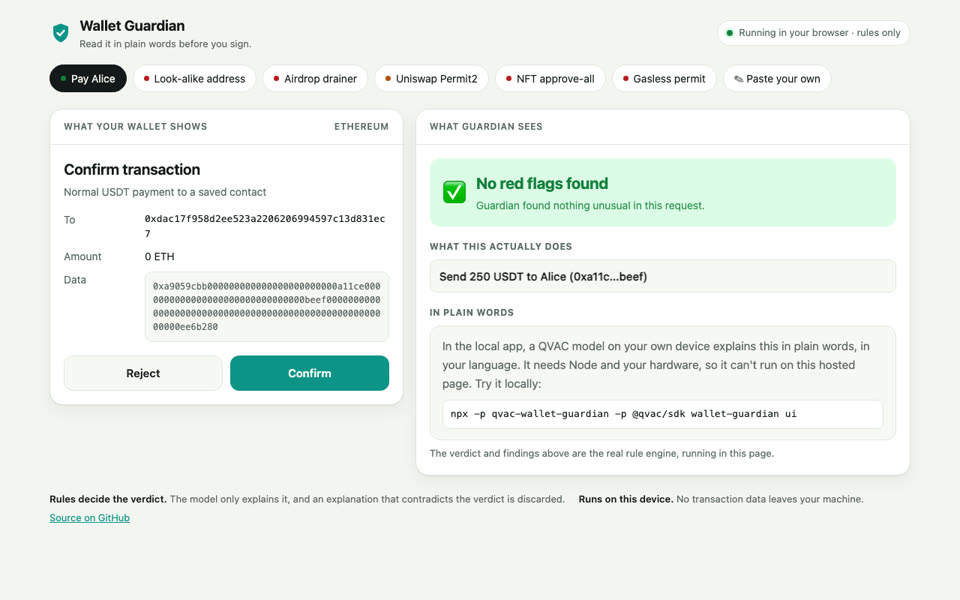 Wallet Guardian
Read it in plain words before you sign.
Running in your browser · rules only
Pay Alice
Look-alike address
Airdrop drainer
Uniswap Permit2
NFT approve-all
Gasless permit
✎ Paste your own
WHAT YOUR WALLET SHOWS
ETHEREUM
Confirm transaction
Normal USDT payment to a saved contact
To
0xdac17f958d2ee523a2206206994597c13d831ec
7
Amount
0 ETH
Data
0xa9059cbb000000000000000000000000a11ce000
000000000000000000000000000beef0000000000
000000000000000000000000000000000000000000
00000ee6b280
Reject
Confirm
WHAT GUARDIAN SEES
No red flags found
Guardian found nothing unusual in this request.
WHAT THIS ACTUALLY DOES
Send 250 USDT to Alice (0xa11c…beef)
IN PLAIN WORDS
In the local app, a QVAC model on your own device explains this in plain words, in
your language. It needs Node and your hardware, so it can't run on this hosted
page. Try it locally:
npx -p qvac-wallet-guardian -p @qvac/sdk wallet-guardian ui
The verdict and findings above are the real rule engine, running in this page.
Rules decide the verdict. The model only explains it, and an explanation that contradicts the verdict is discarded.
Runs on this device. No transaction data leaves your machine.
Source on GitHub